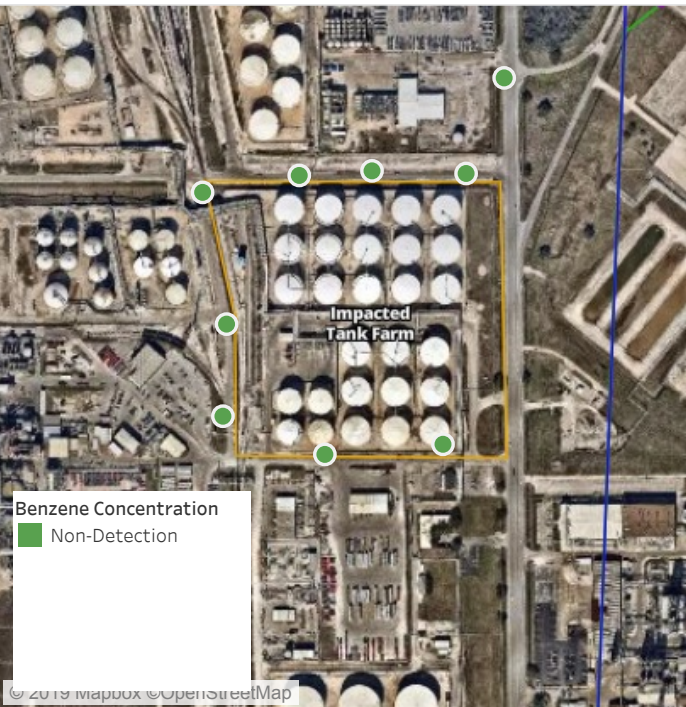 Impacted
Tank Farm
Benzene Concentration
Non-Detection
© 2019 Mapbox ©OpenStreetMap